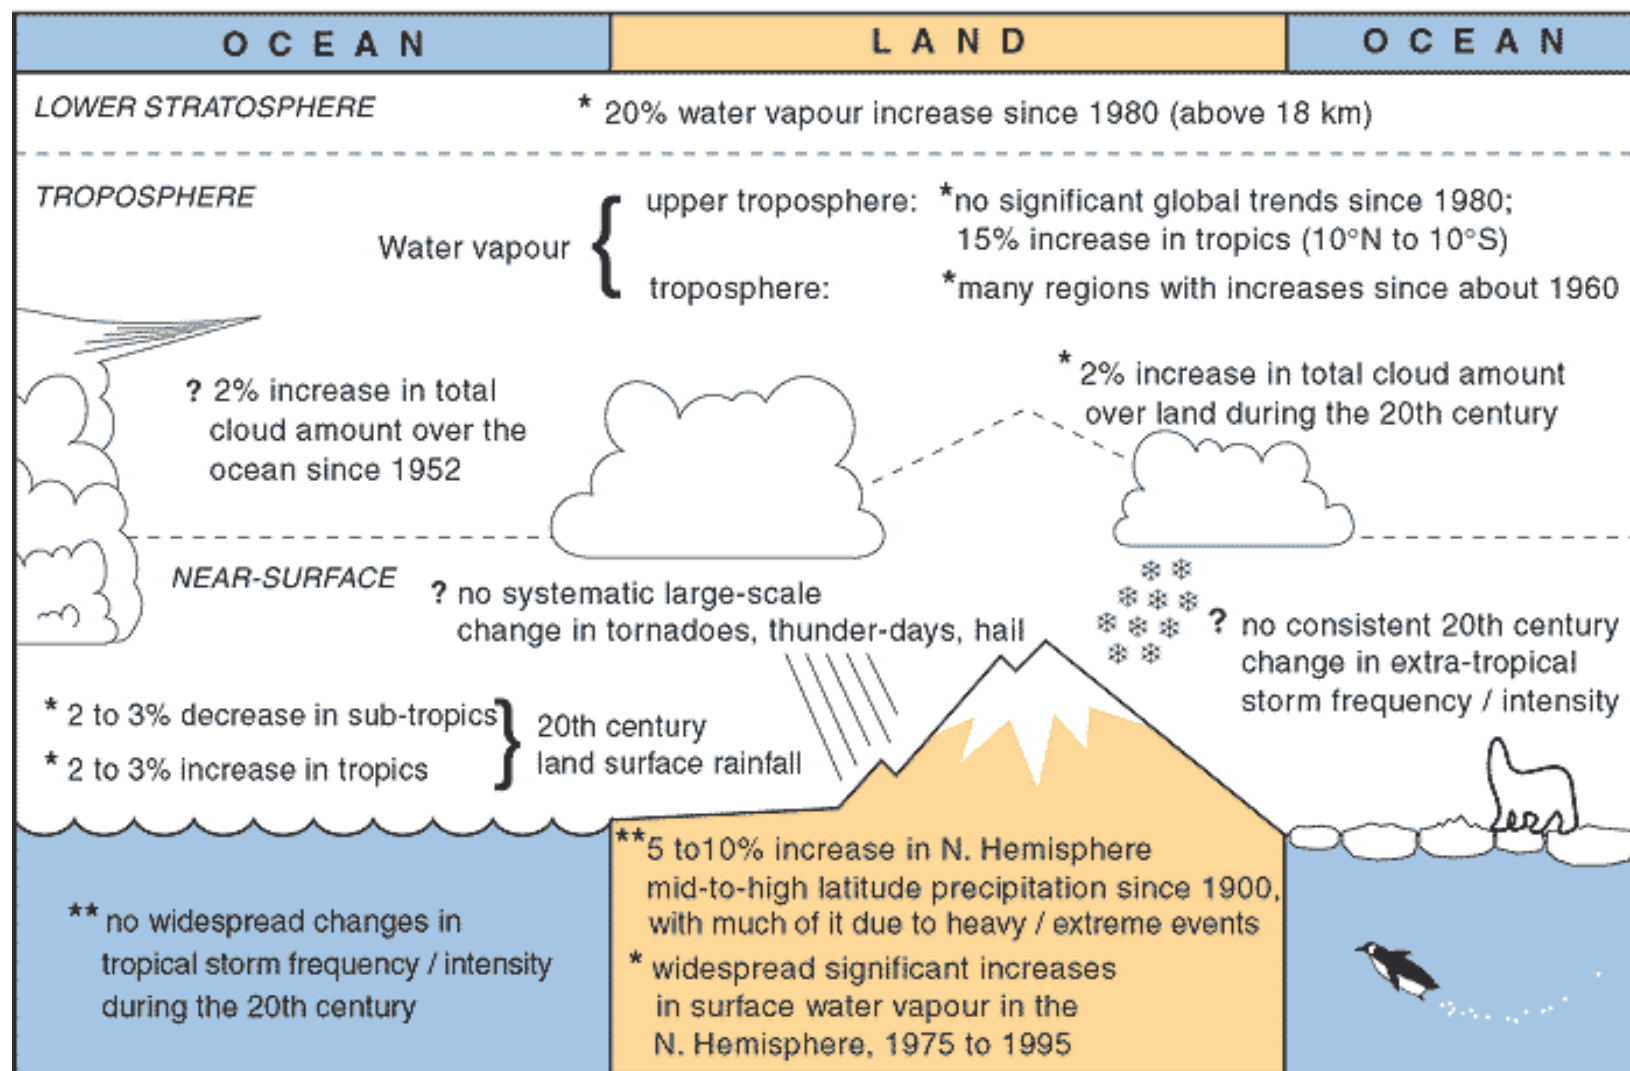 OCEAN LAND OCEAN
LOWER STRATOSPHERE
* 20% water vapour increase since 1980 (above 18 km)
TROPOSPHERE
Water vapour
upper troposphere: *no significant global trends since 1980;
15% increase in tropics (10°N to 10°S)
troposphere: *many regions with increases since about 1960
? 2% increase in total
cloud amount over the
ocean since 1952
* 2% increase in total cloud amount
over land during the 20th century
NEAR-SURFACE
? no systematic large-scale
change in tornadoes, thunder-days, hail
? no consistent 20th century
change in extra-tropical
storm frequency / intensity
* 2 to 3% decrease in sub-tropics
* 2 to 3% increase in tropics
20th century
land surface rainfall
** no widespread changes in
tropical storm frequency / intensity
during the 20th century
**5 to10% increase in N. Hemisphere
mid-to-high latitude precipitation since 1900,
with much of it due to heavy / extreme events
* widespread significant increases
in surface water vapour in the
N. Hemisphere, 1975 to 1995